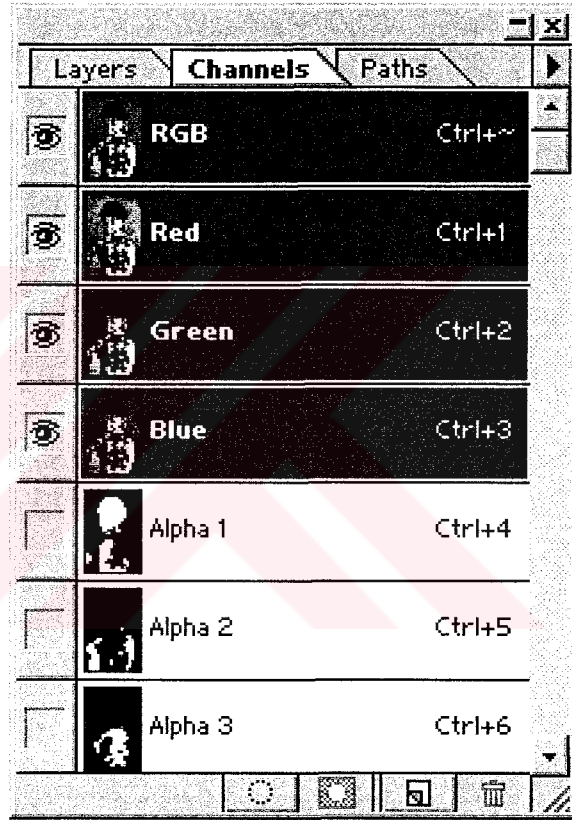 Layers Channels Paths
RGB Ctrl+~
Red Ctrl+1
Green Ctrl+2
Blue Ctrl+3
Alpha 1 Ctrl+4
Alpha 2 Ctrl+5
Alpha 3 Ctrl+6